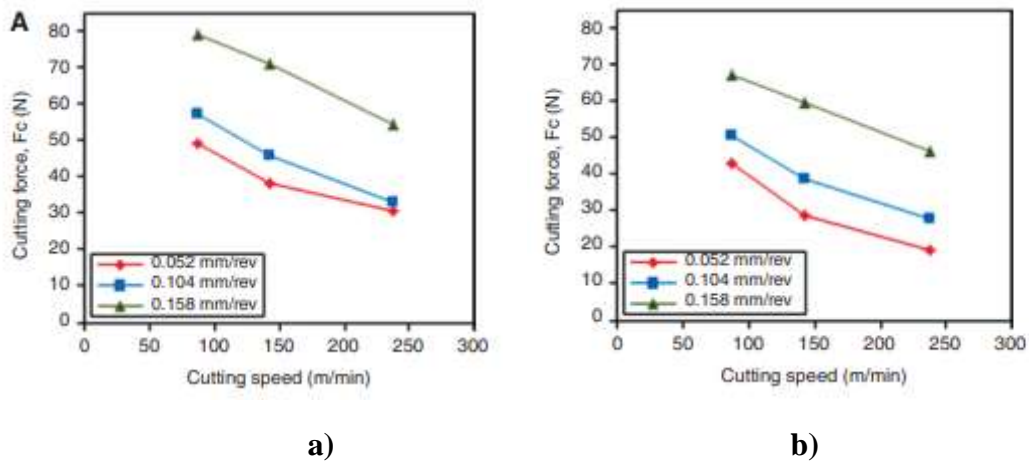 A
Cutting force, Fc (N)
80
70
60
50
40
30
20
10
0
0.052 mm/rev
0.104 mm/rev
0.158 mm/rev
0 50 100 150 200 250 300
Cutting speed (m/min)
a)
Cutting force, Fc (N)
80
70
60
50
40
30
20
10
0
0.052 mm/rev
0.104 mm/rev
0.158 mm/rev
0 50 100 150 200 250 300
Cutting speed (m/min)
b)